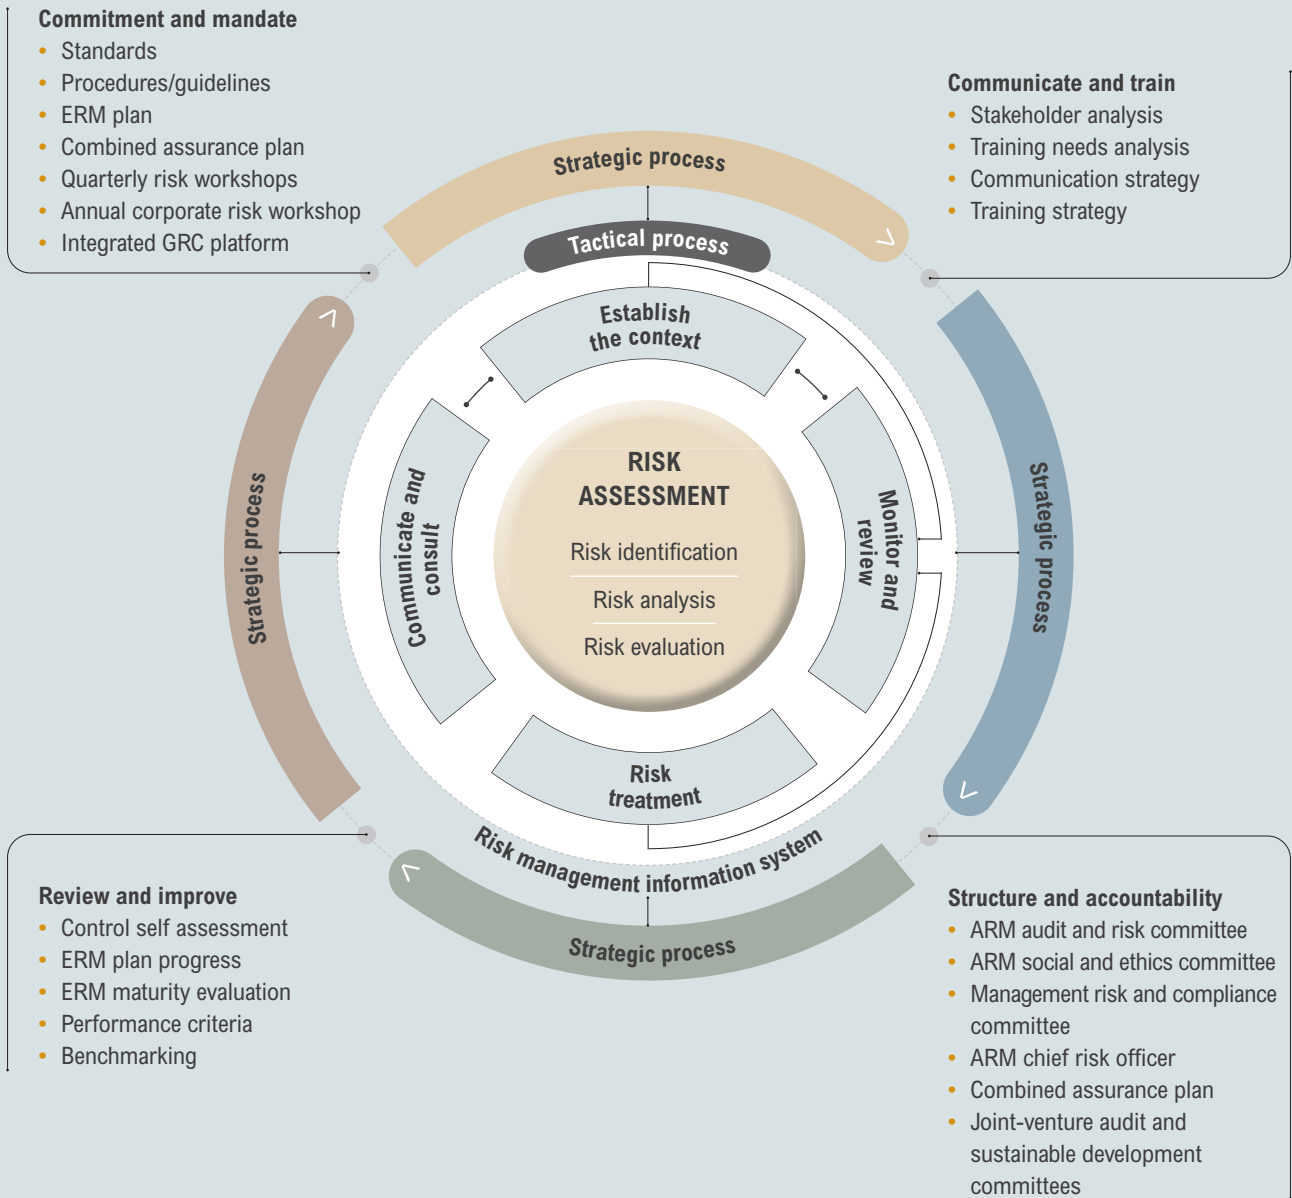 Commitment and mandate
• Standards
• Procedures/guidelines
• ERM plan
• Combined assurance plan
• Quarterly risk workshops
• Annual corporate risk workshop
• Integrated GRC platform
Communicate and train
• Stakeholder analysis
• Training needs analysis
• Communication strategy
• Training strategy
Strategic process
Tactical process
Establish
the context
Strategic process
Communicate and
consult
RISK
ASSESSMENT
Risk identification
Risk analysis
Risk evaluation
Monitor and
review
Strategic process
Risk
treatment
Risk management information system
Strategic process
Review and improve
• Control self assessment
• ERM plan progress
• ERM maturity evaluation
• Performance criteria
• Benchmarking
Structure and accountability
• ARM audit and risk committee
• ARM social and ethics committee
• Management risk and compliance
committee
• ARM chief risk officer
• Combined assurance plan
• Joint-venture audit and
sustainable development
committees